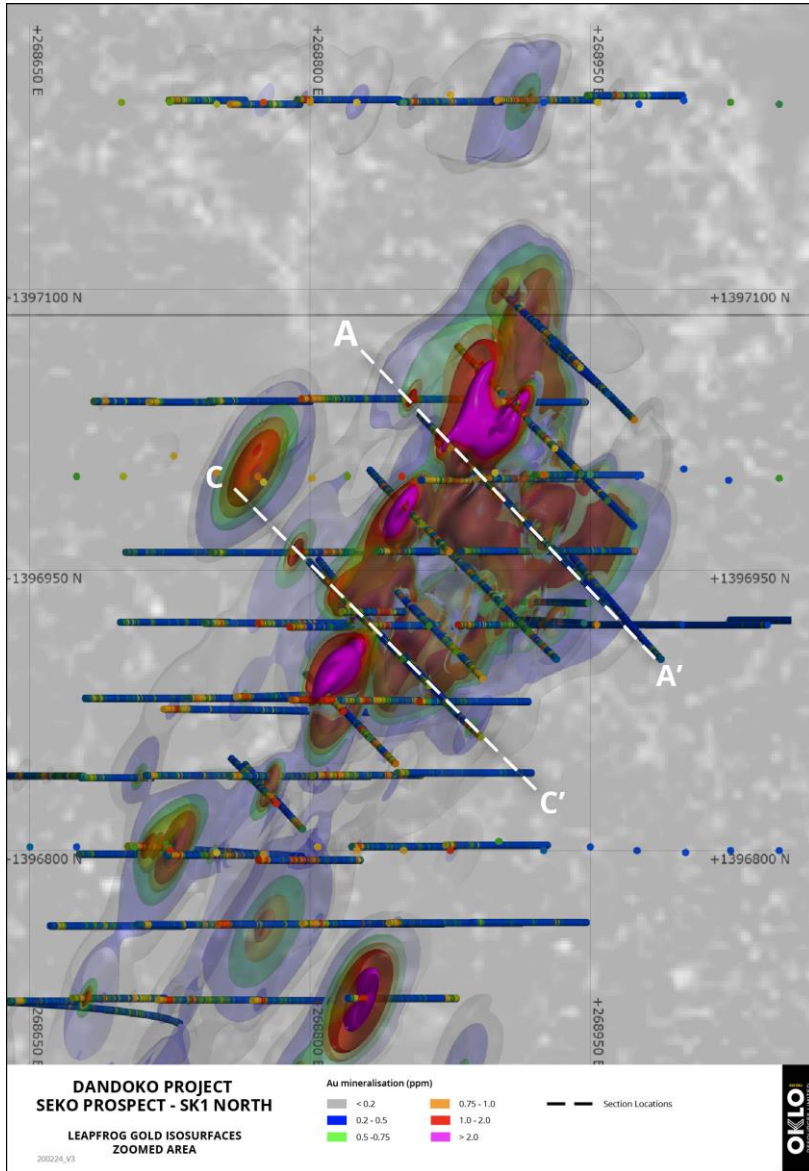 +268650 E
+268800 E
+268950 E
1397100 N
+1397100 N
A
C
1396950 N
+1396950 N
A'
C'
1396800 N
+1396800 N
+268650 E
+268800 E
+268950 E
DANDOKO PROJECT
SEKO PROSPECT - SK1 NORTH
LEAPFROG GOLD ISOSURFACES
ZOOMED AREA
200224_V3
Au mineralisation (ppm)
< 0.2
0.2 - 0.5
0.5 -0.75
0.75 - 1.0
1.0 - 2.0
> 2.0
Section Locations
OKLO